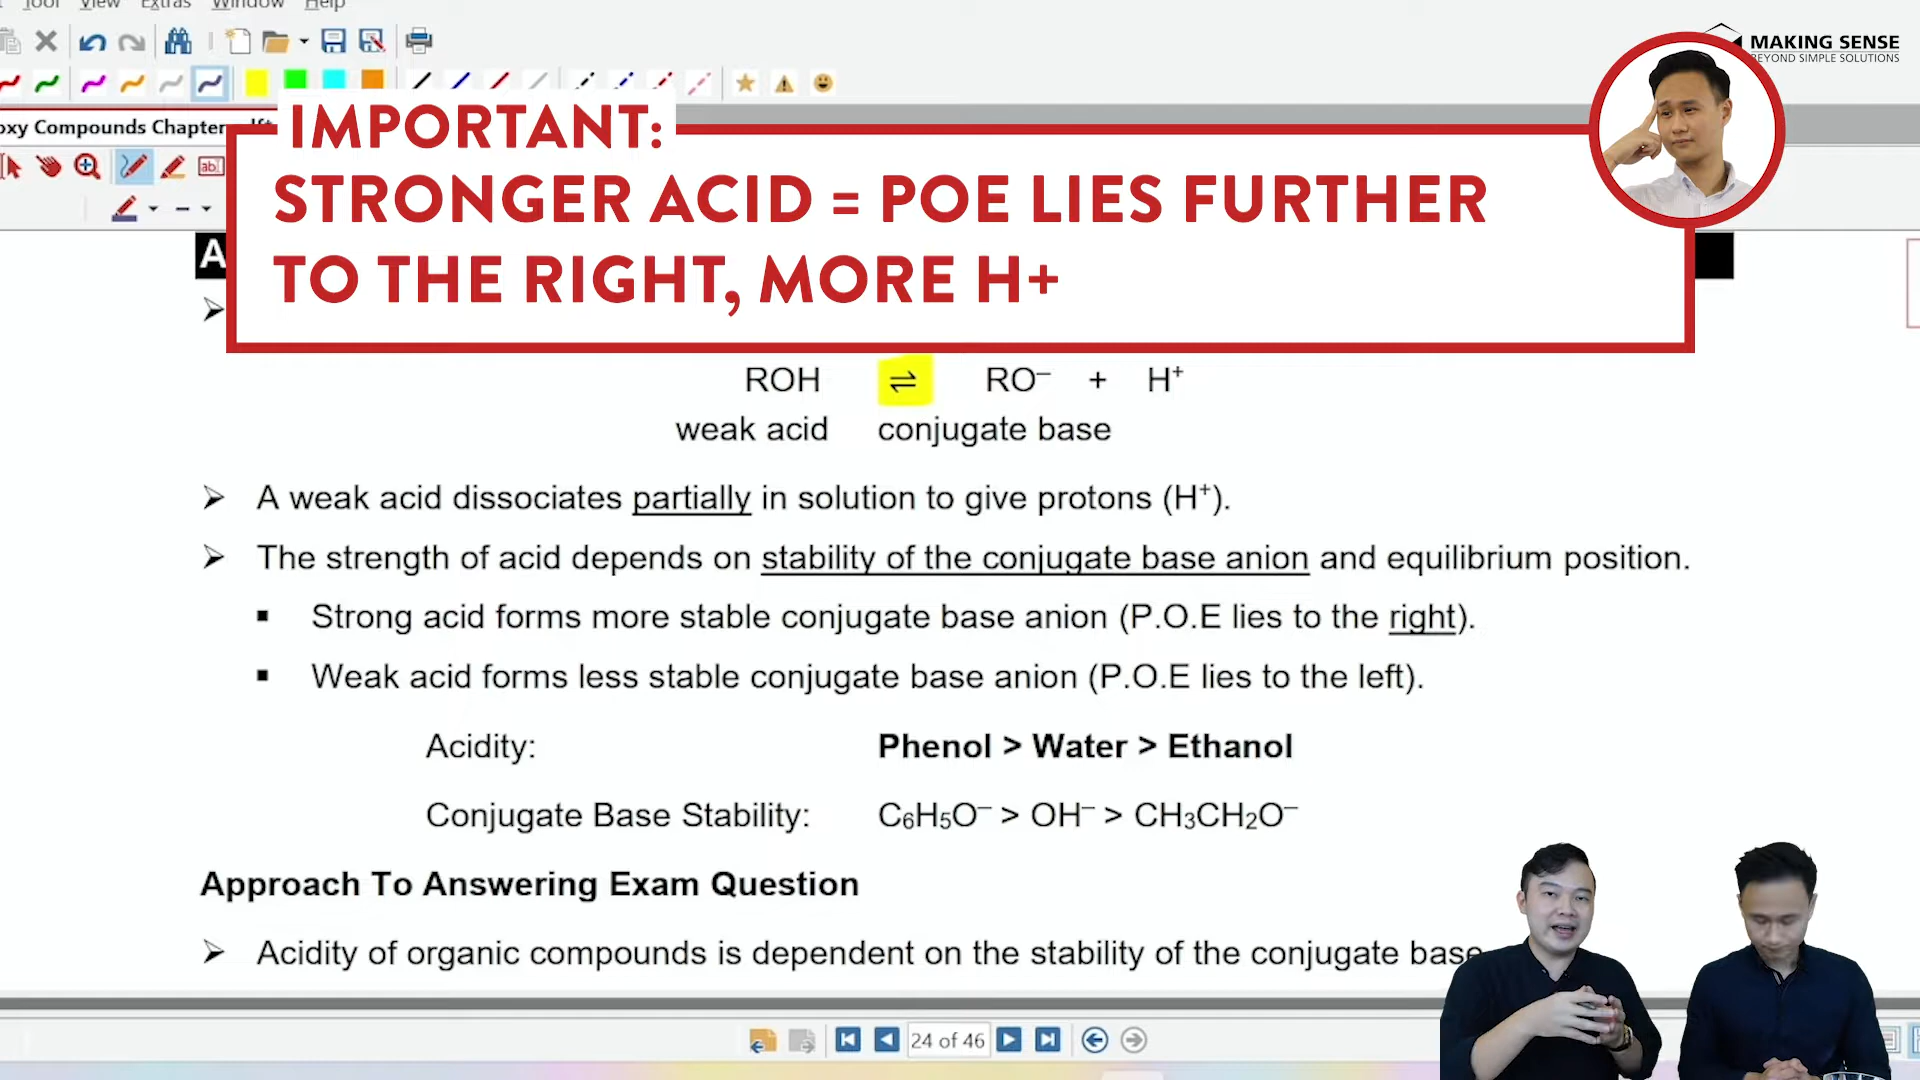 Tool View Extras Window Help
MAKING SENSE
BEYOND SIMPLE SOLUTIONS
oxy Compounds Chapter
IMPORTANT:
STRONGER ACID = POE LIES FURTHER
TO THE RIGHT, MORE H+
A
ROH ⇌ RO⁻ + H⁺
weak acid conjugate base
➢ A weak acid dissociates partially in solution to give protons (H⁺).
➢ The strength of acid depends on stability of the conjugate base anion and equilibrium position.
▪ Strong acid forms more stable conjugate base anion (P.O.E lies to the right).
▪ Weak acid forms less stable conjugate base anion (P.O.E lies to the left).
Acidity: Phenol > Water > Ethanol
Conjugate Base Stability: C₆H₅O⁻ > OH⁻ > CH₃CH₂O⁻
Approach To Answering Exam Question
➢ Acidity of organic compounds is dependent on the stability of the conjugate base
24 of 46